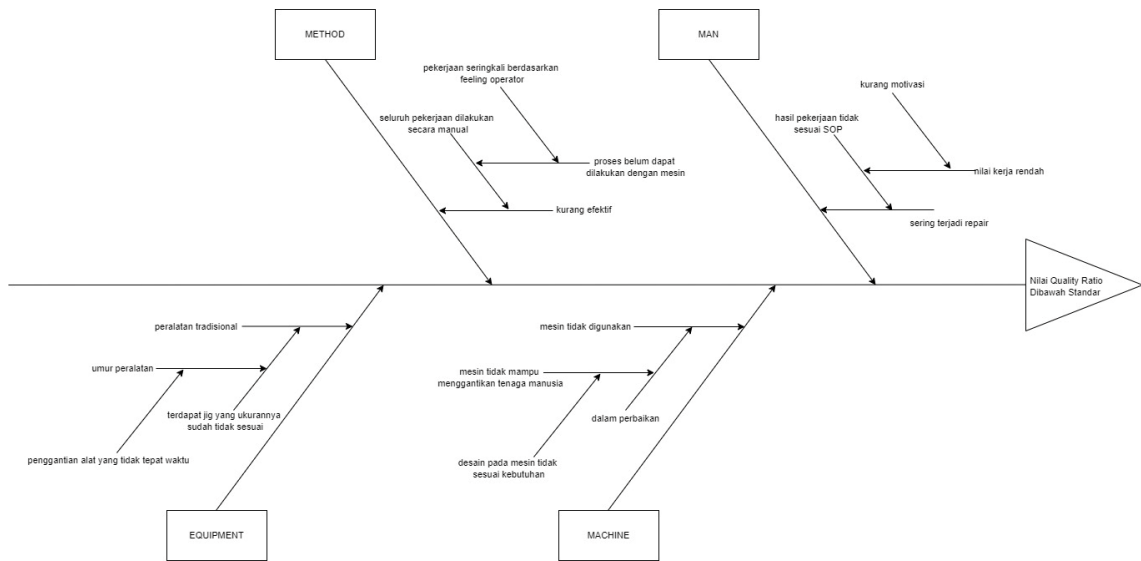 METHOD
MAN
pekerjaan seringkali berdasarkan
feeling operator
kurang motivasi
seluruh pekerjaan dilakukan
secara manual
hasil pekerjaan tidak
sesuai SOP
proses belum dapat
dilakukan dengan mesin
nilai kerja rendah
kurang efektif
sering terjadi repair
Nilai Quality Ratio
Dibawah Standar
peralatan tradisional
mesin tidak digunakan
umur peralatan
mesin tidak mampu
menggantikan tenaga manusia
terdapat jig yang ukurannya
sudah tidak sesuai
dalam perbaikan
penggantian alat yang tidak tepat waktu
desain pada mesin tidak
sesuai kebutuhan
EQUIPMENT
MACHINE